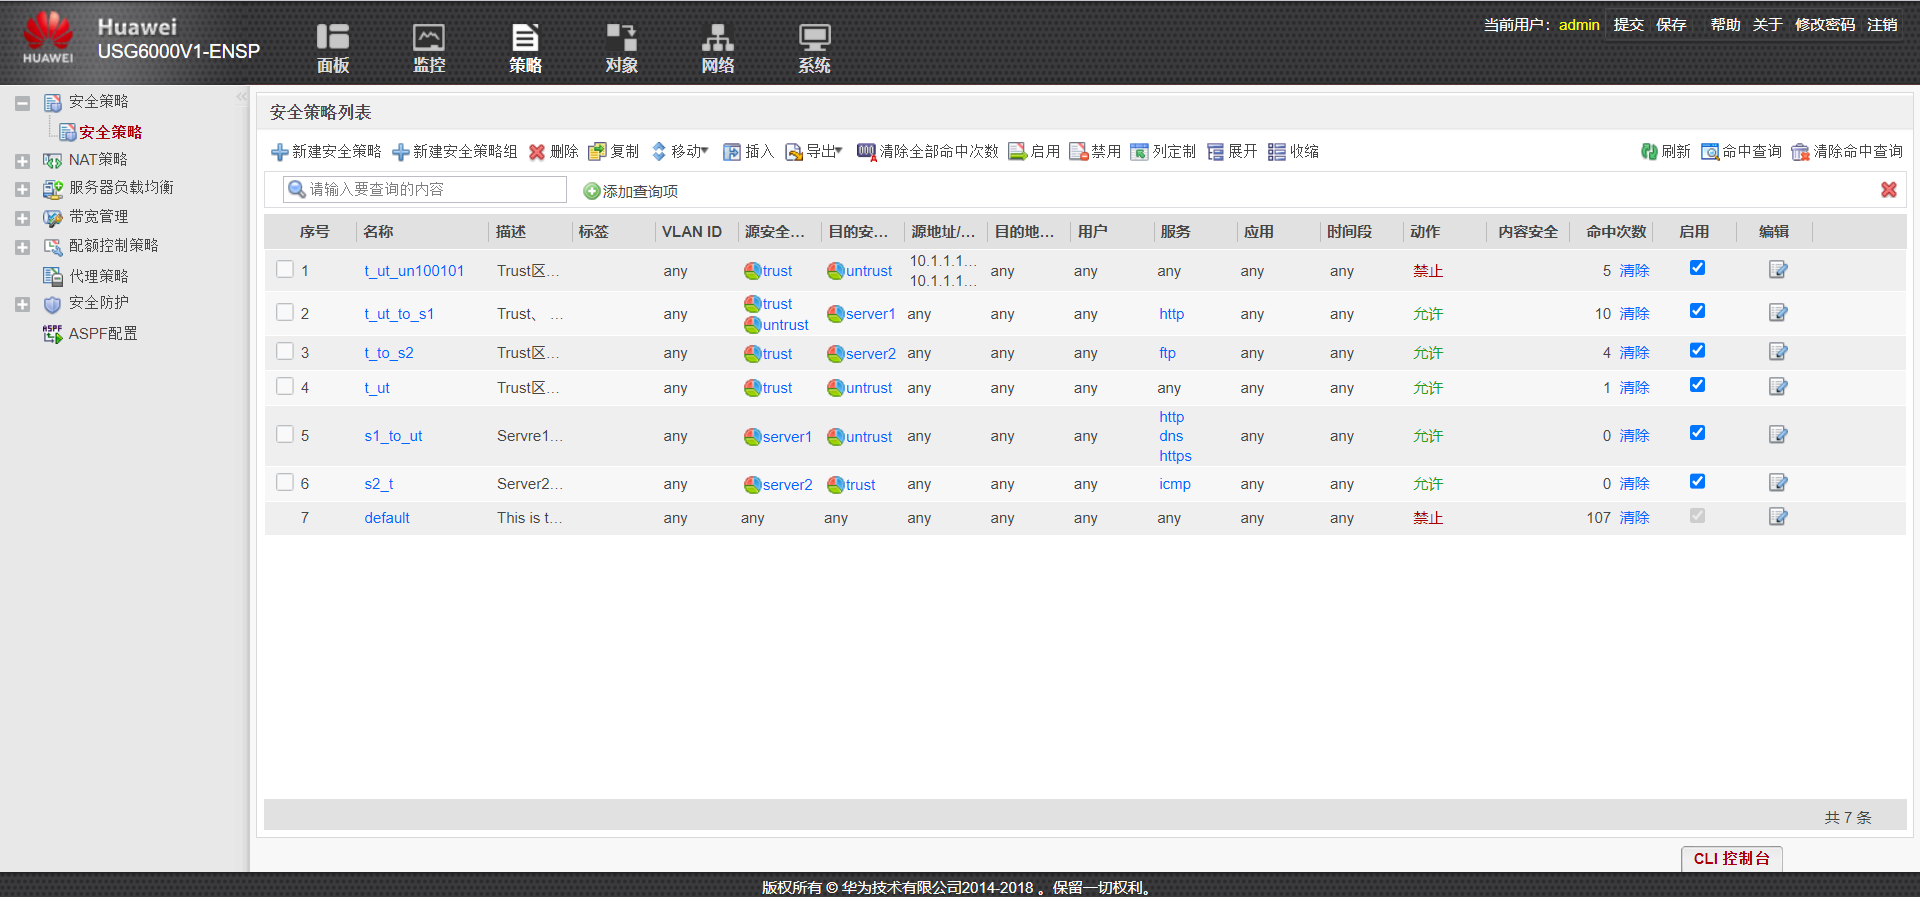 Huawei
USG6000V1-ENSP
HUAWEI
面板 监控 策略 对象 网络 系统
当前用户： admin 提交 保存 帮助 关于 修改密码 注销
安全策略
安全策略
NAT策略
服务器负载均衡
带宽管理
配额控制策略
代理策略
安全防护
ASPF ASPF配置
安全策略列表
新建安全策略 新建安全策略组 删除 复制 移动 插入 导出 清除全部命中次数 启用 禁用 列定制 展开 收缩 刷新 命中查询 清除命中查询
请输入要查询的内容 添加查询项
序号 名称 描述 标签 VLAN ID 源安全... 目的安... 源地址/... 目的地... 用户 服务 应用 时间段 动作 内容安全 命中次数 启用 编辑
1 t_ut_un100101 Trust区... any trust untrust 10.1.1.1... 10.1.1.1... any any any any any 禁止 5 清除
2 t_ut_to_s1 Trust、 ... any trust untrust server1 any any any http any any 允许 10 清除
3 t_to_s2 Trust区... any trust server2 any any any ftp any any 允许 4 清除
4 t_ut Trust区... any trust untrust any any any any any any 允许 1 清除
5 s1_to_ut Servre1... any server1 untrust any any any http dns https any any 允许 0 清除
6 s2_t Server2... any server2 trust any any any icmp any any 允许 0 清除
7 default This is t... any any any any any any any any any 禁止 107 清除
共 7 条
CLI 控制台
版权所有 © 华为技术有限公司2014-2018 。保留一切权利。